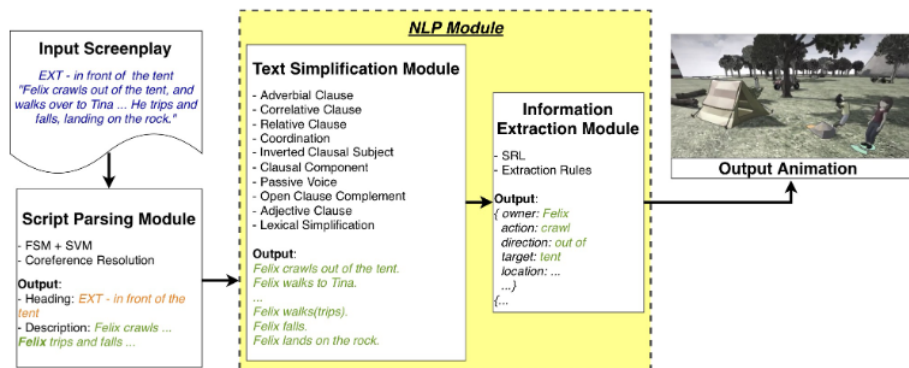 Input Screenplay
EXT - in front of the tent
"Felix crawls out of the tent, and
walks over to Tina ... He trips and
falls, landing on the rock."
Script Parsing Module
- FSM + SVM
- Coreference Resolution
Output:
- Heading: EXT - in front of the
tent
- Description: Felix crawls ...
Felix trips and falls ...
NLP Module
Text Simplification Module
- Adverbial Clause
- Correlative Clause
- Relative Clause
- Coordination
- Inverted Clausal Subject
- Clausal Component
- Passive Voice
- Open Clause Complement
- Adjective Clause
- Lexical Simplification
Output:
Felix crawls out of the tent.
Felix walks to Tina.
...
Felix walks(trips).
Felix falls.
Felix lands on the rock.
Information
Extraction Module
- SRL
- Extraction Rules
Output:
{ owner: Felix
action: crawl
direction: out of
target: tent
location: ...
...}
{...
Output Animation